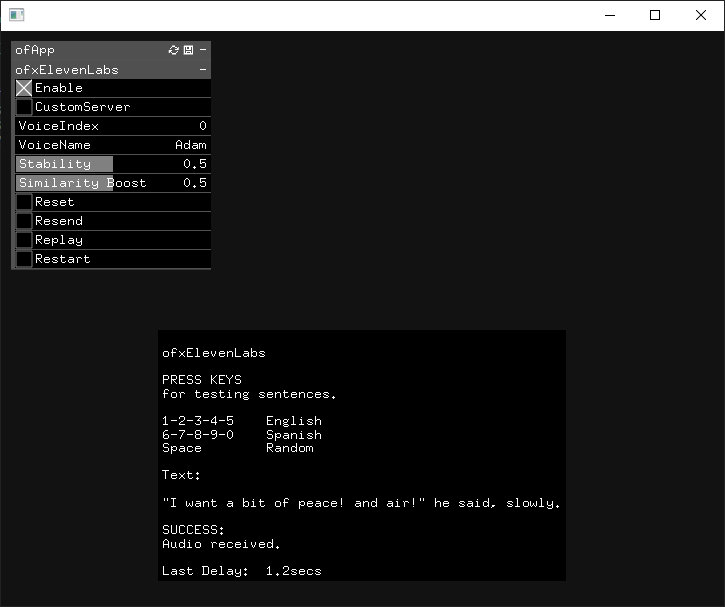 ofApp
ofxElevenLabs
Enable
CustomServer
VoiceIndex 0
VoiceName Adam
Stability 0.5
Similarity Boost 0.5
Reset
Resend
Replay
Restart
ofxElevenLabs
PRESS KEYS
for testing sentences.
1-2-3-4-5 English
6-7-8-9-0 Spanish
Space Random
Text:
"I want a bit of peace! and air!" he said, slowly.
SUCCESS:
Audio received.
Last Delay: 1.2secs